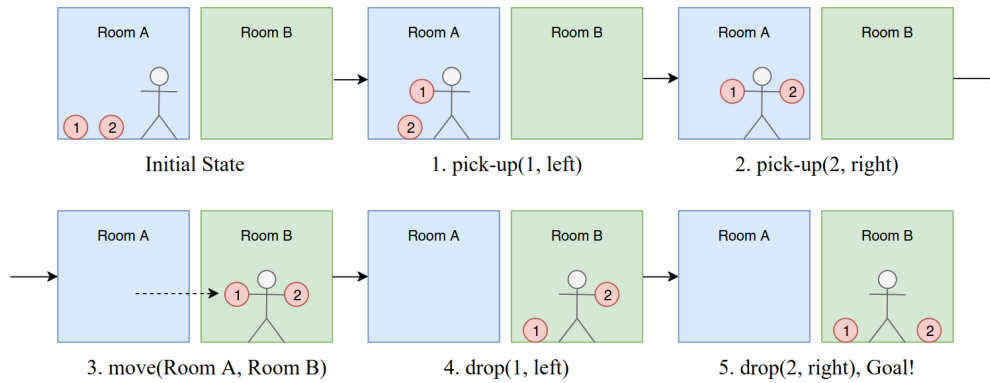 Room A
Room B
1
2
Initial State
Room A
Room B
1
2
1. pick-up(1, left)
Room A
Room B
1
2
2. pick-up(2, right)
Room A
Room B
1
2
3. move(Room A, Room B)
Room A
Room B
2
1
4. drop(1, left)
Room A
Room B
1
2
5. drop(2, right), Goal!